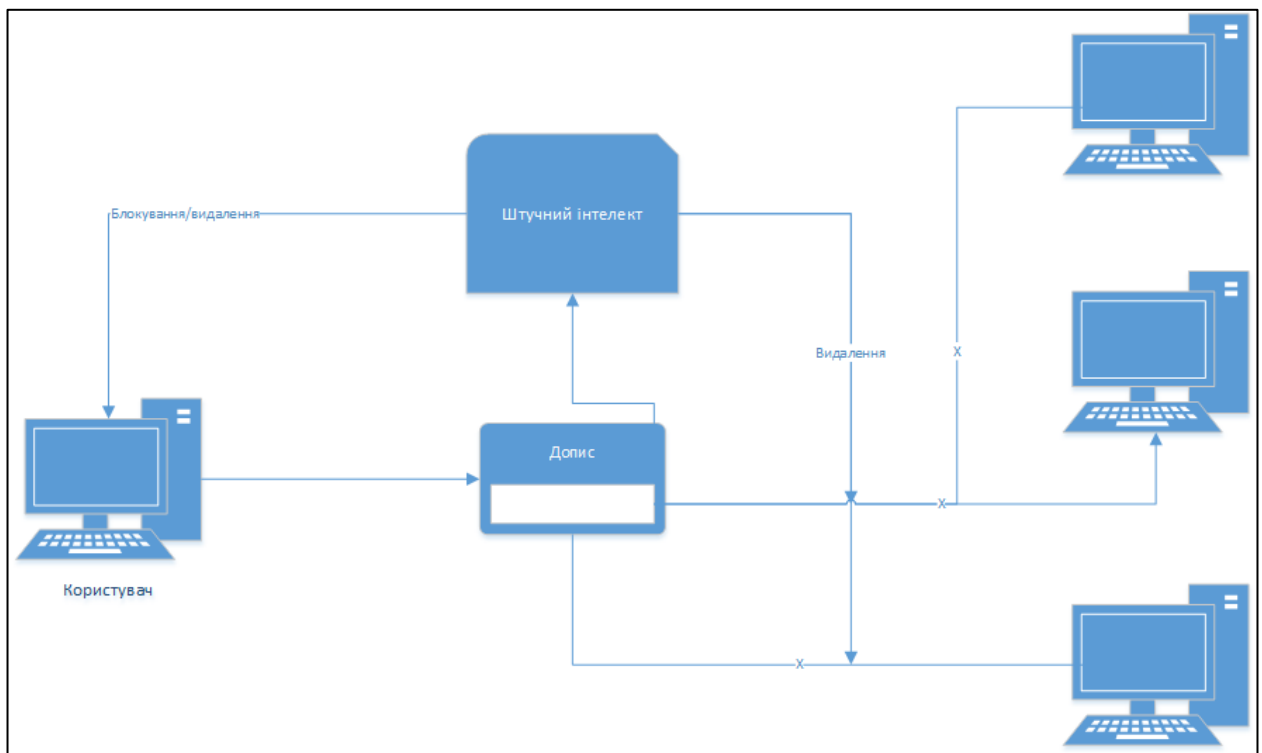 Штучний інтелект
Блокування/видалення
Видалення
X
Допис
X
Користувач
X